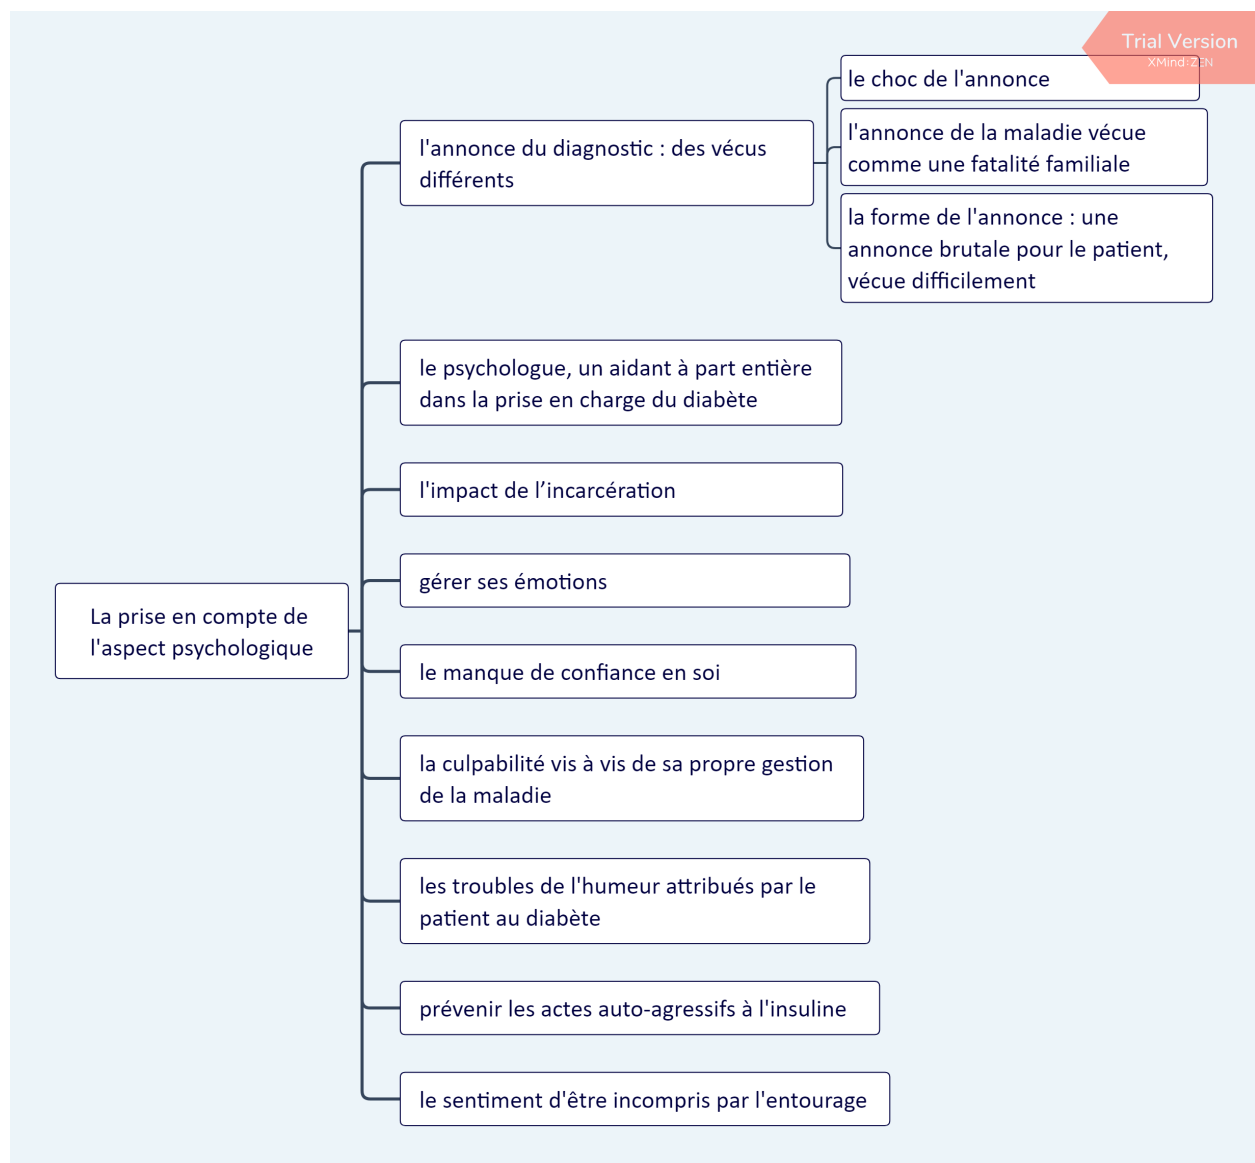 Trial Version
XMind:ZEN
le choc de l'annonce
l'annonce de la maladie vécue
comme une fatalité familiale
l'annonce du diagnostic : des vécus
différents
la forme de l'annonce : une
annonce brutale pour le patient,
vécue difficilement
le psychologue, un aidant à part entière
dans la prise en charge du diabète
l'impact de l’incarcération
gérer ses émotions
La prise en compte de
l'aspect psychologique
le manque de confiance en soi
la culpabilité vis à vis de sa propre gestion
de la maladie
les troubles de l'humeur attribués par le
patient au diabète
prévenir les actes auto-agressifs à l'insuline
le sentiment d'être incompris par l'entourage